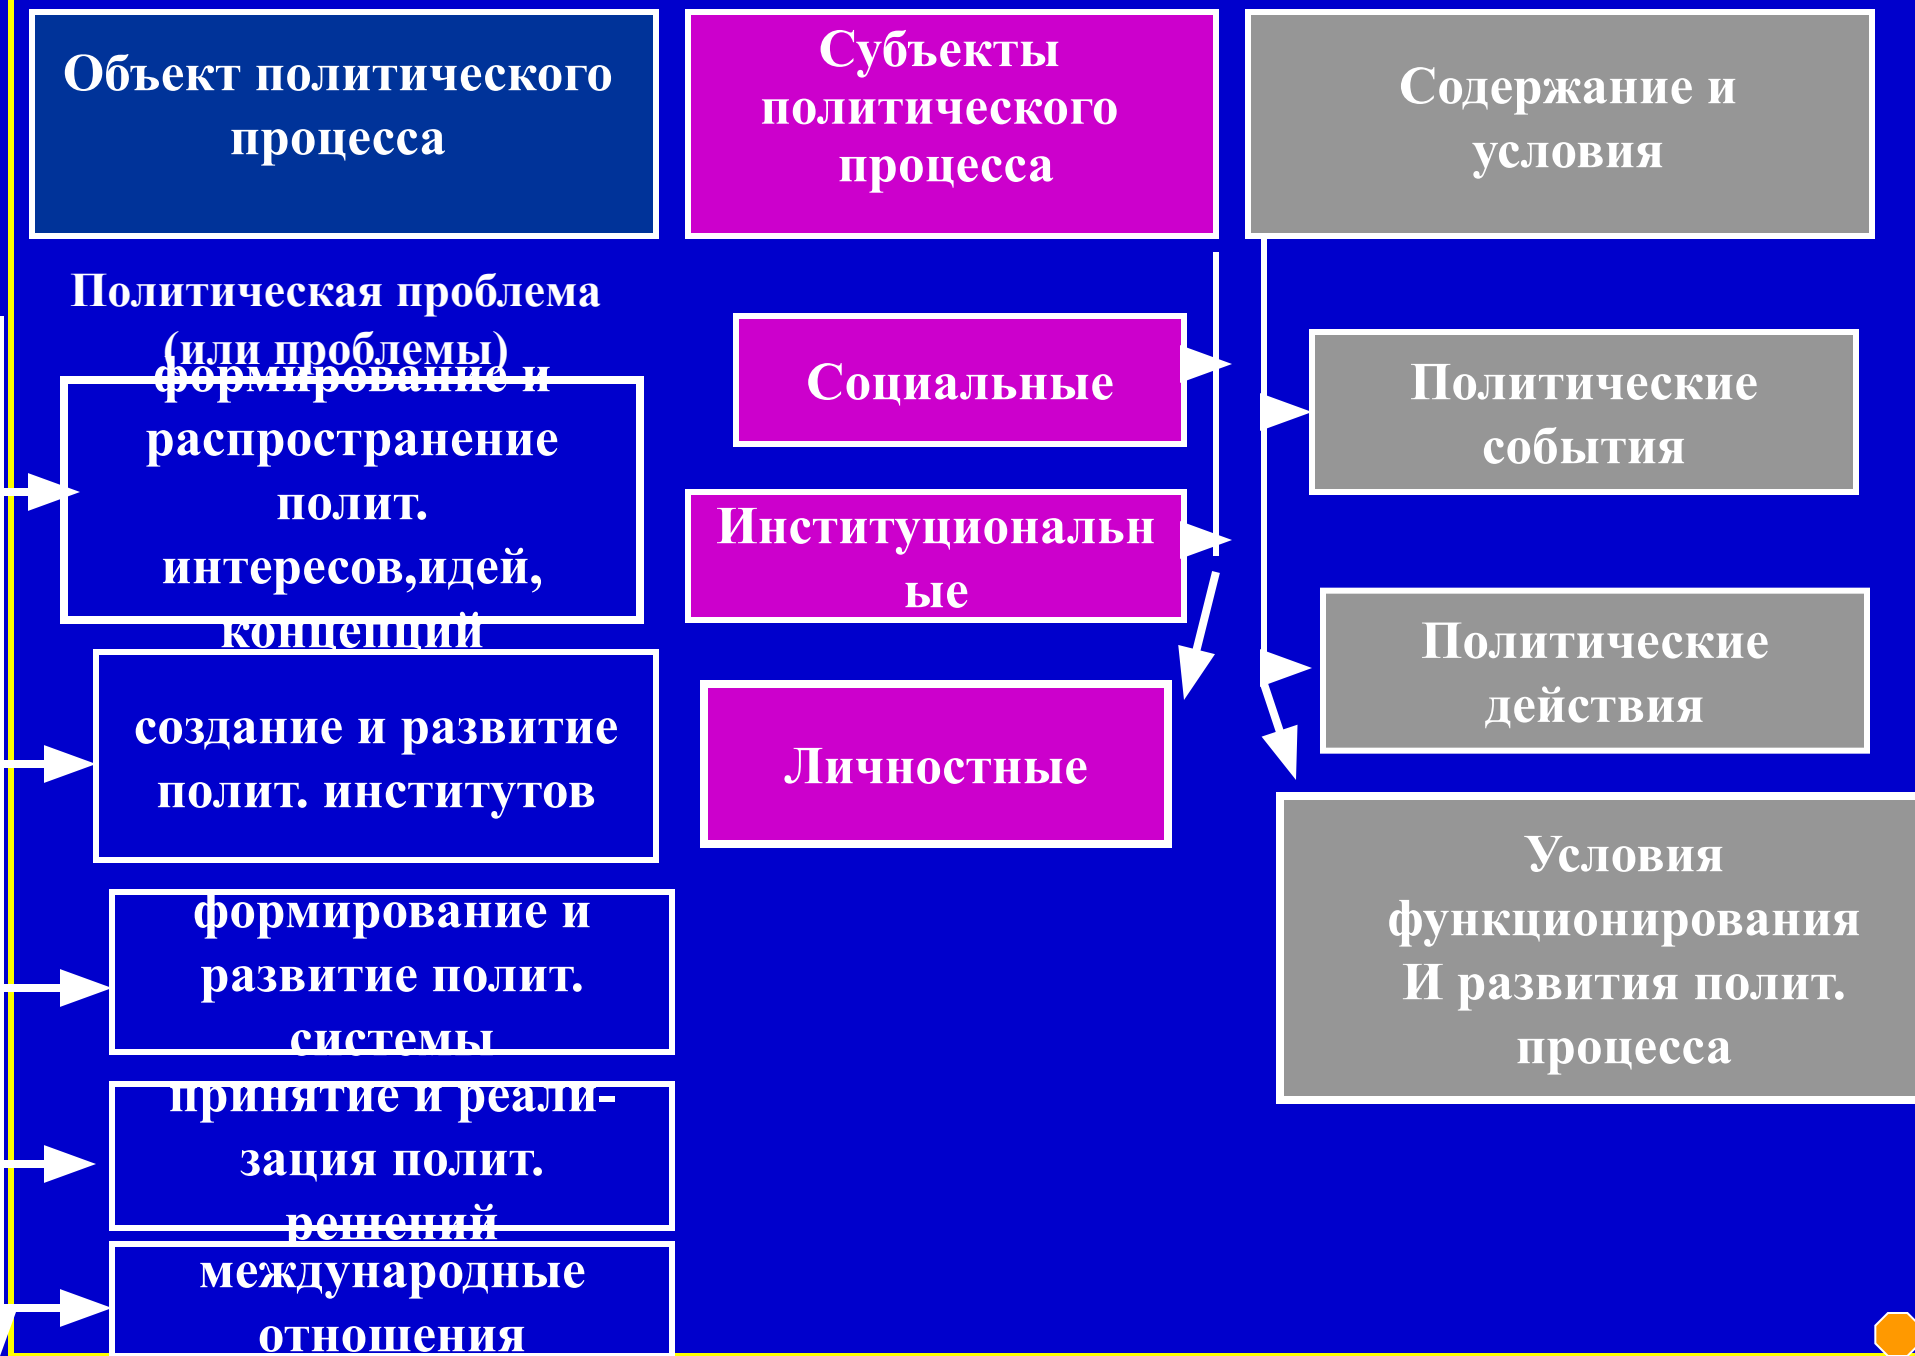 Объект политического
процесса
Политическая проблема
(или проблемы)
формирование и
распространение
полит.
интересов,идей,
концепций
создание и развитие
полит. институтов
формирование и
развитие полит.
системы
принятие и реали-
зация полит.
решений
международные
отношения
Субъекты
политического
процесса
Социальные
Институциональн
ые
Личностные
Содержание и
условия
Политические
события
Политические
действия
Условия
функционирования
И развития полит.
процесса